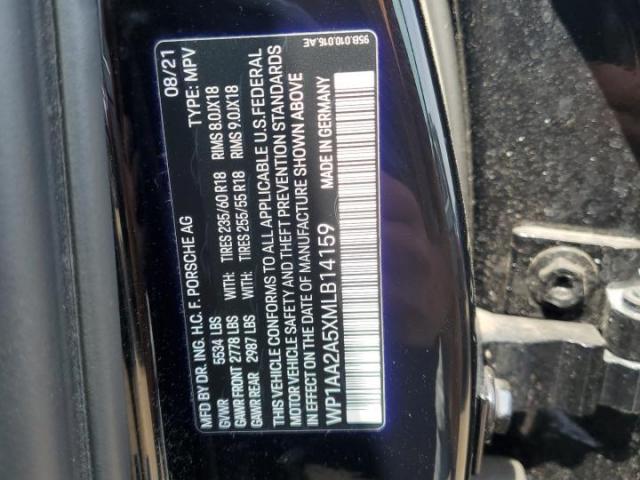 95B.010.016.AE
MFD BY DR. ING. H.C. F. PORSCHE AG 08/21
GVWR 5534 LBS TYPE: MPV
GAWR FRONT 2778 LBS WITH: TIRES 235/60 R18 RIMS 8.0JX18
GAWR REAR 2987 LBS WITH: TIRES 255/55 R18 RIMS 9.0JX18
THIS VEHICLE CONFORMS TO ALL APPLICABLE U.S.FEDERAL
MOTOR VEHICLE SAFETY AND THEFT PREVENTION STANDARDS
IN EFFECT ON THE DATE OF MANUFACTURE SHOWN ABOVE
WP1AA2A5XMLB14159 MADE IN GERMANY